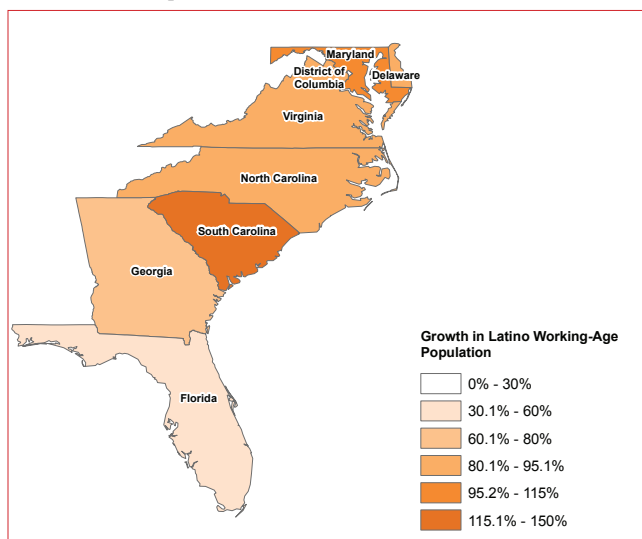 Maryland
District of
Columbia
Delaware
Virginia
North Carolina
South Carolina
Georgia
Florida
Growth in Latino Working-Age
Population
0% - 30%
30.1% - 60%
60.1% - 80%
80.1% - 95.1%
95.2% - 115%
115.1% - 150%